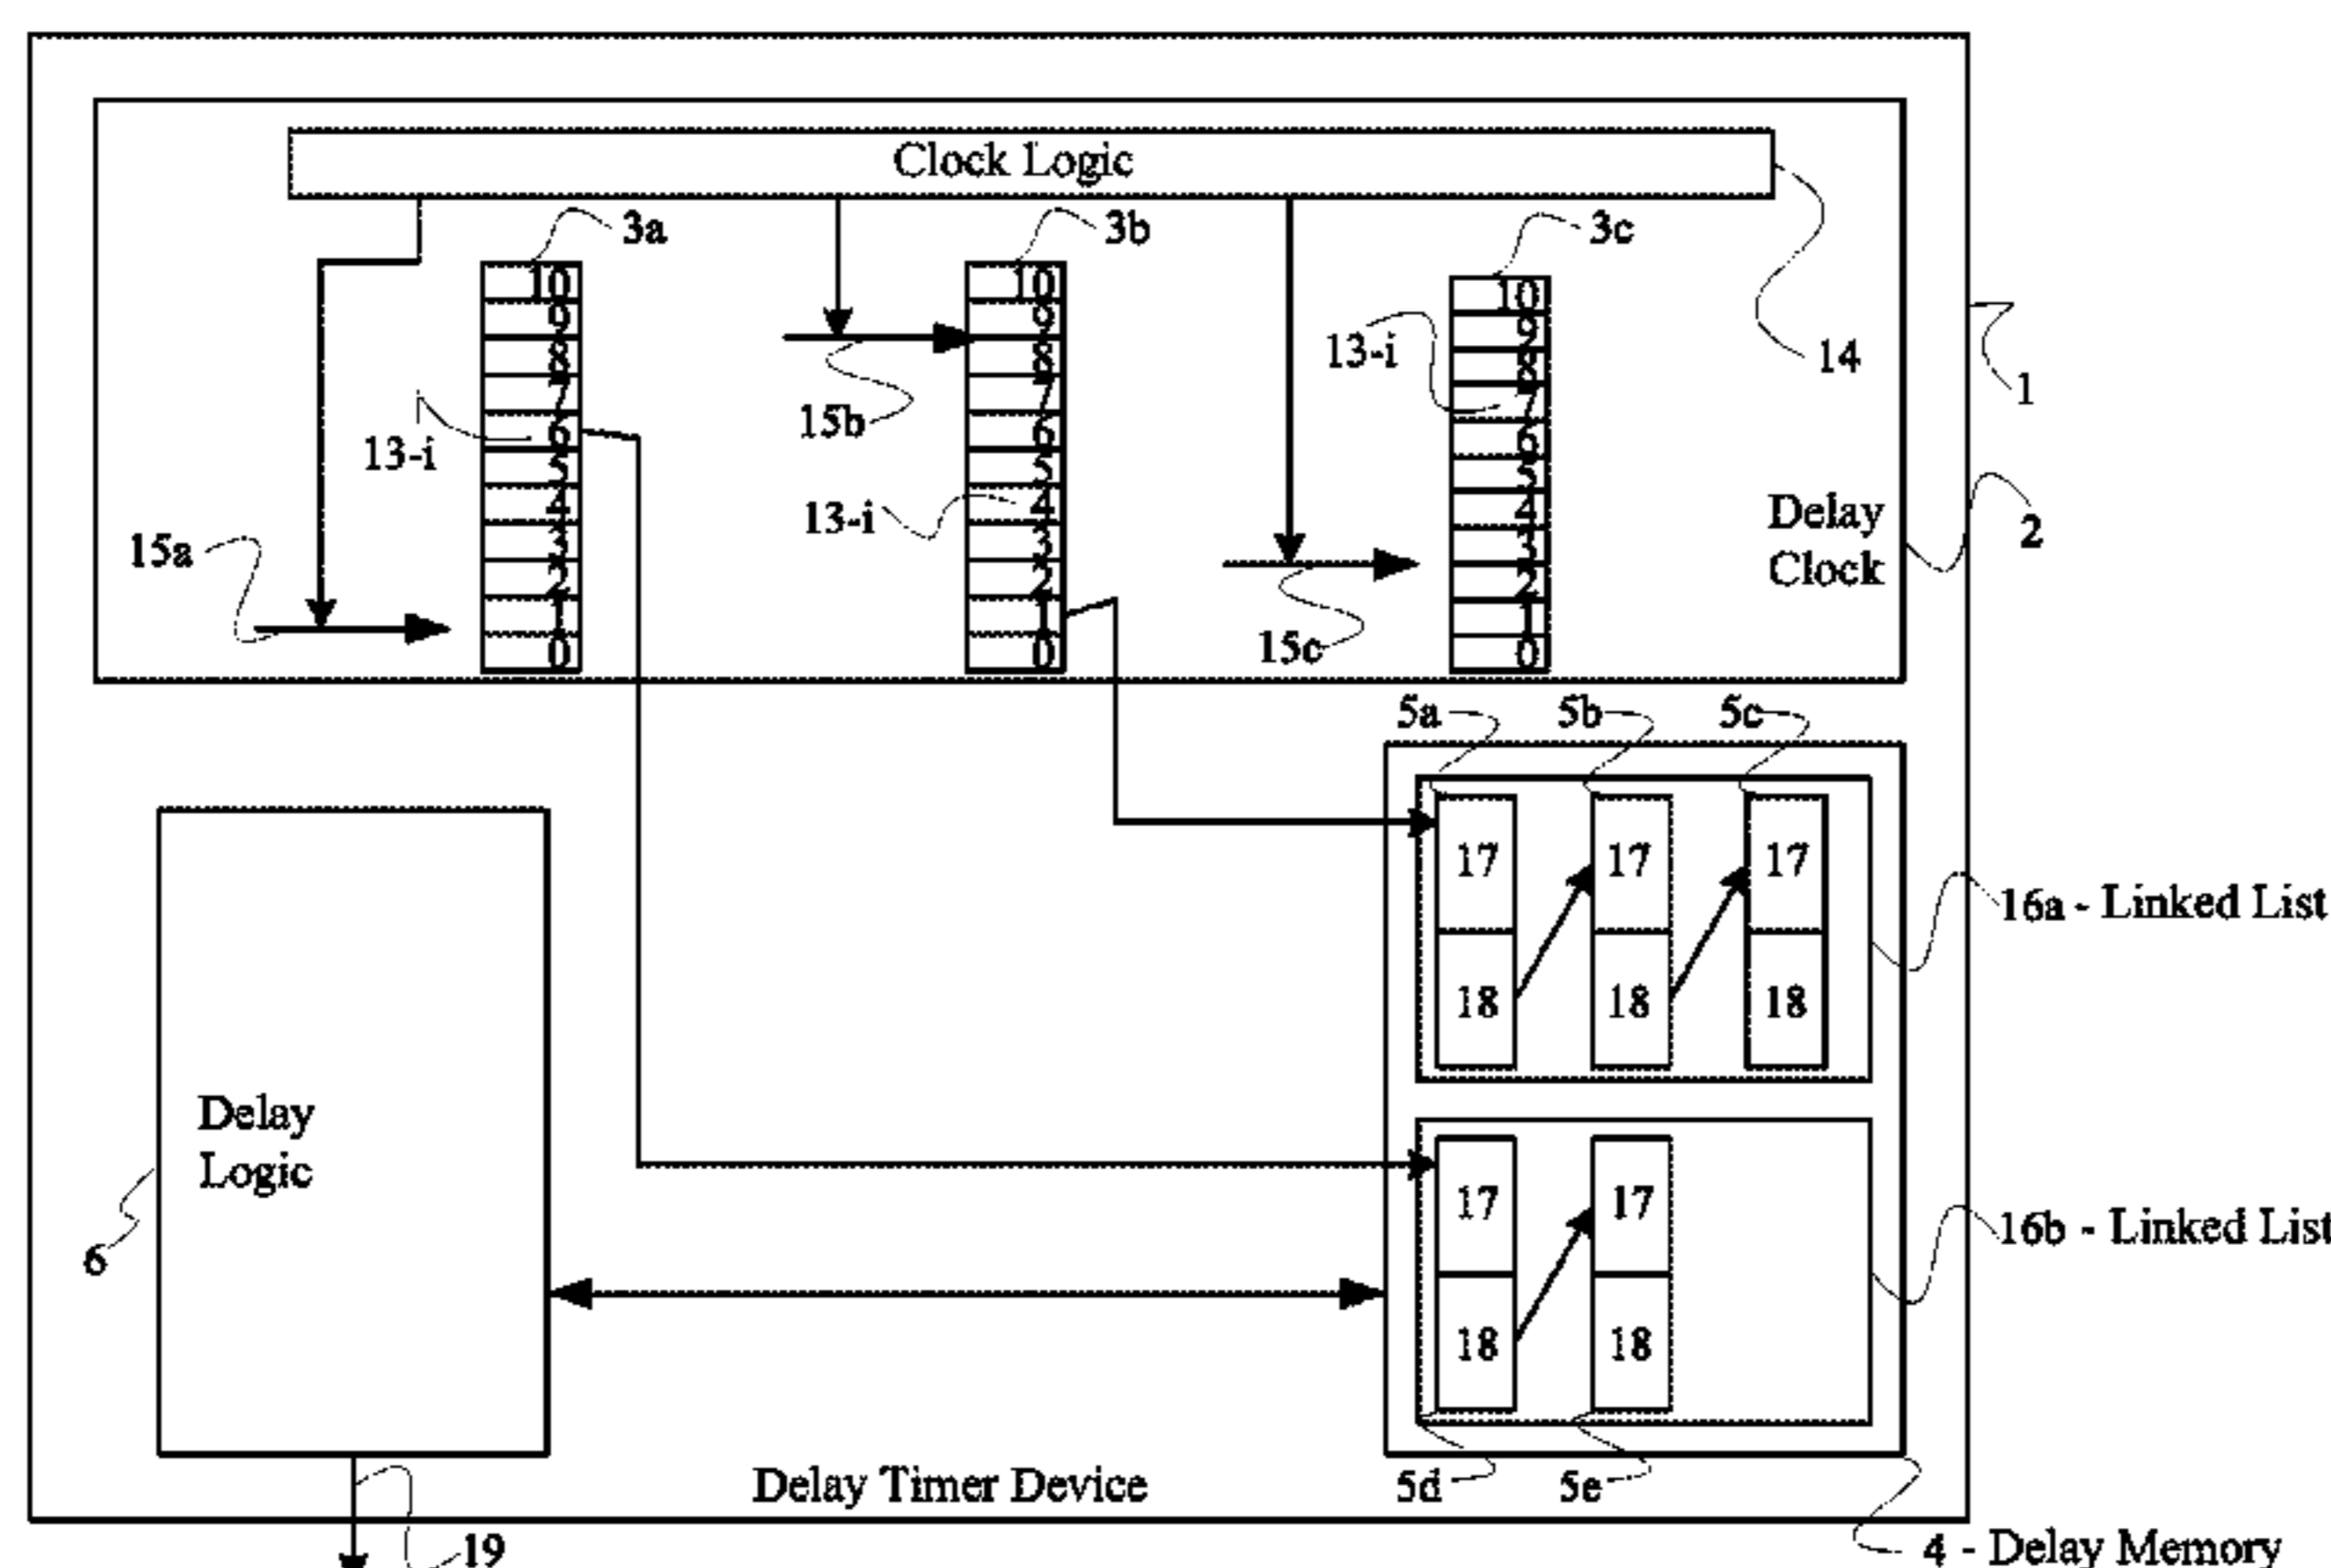 Clock Logic
3a
3b
3c
10
9
8
7
6
5
4
3
2
1
0
10
9
8
7
6
5
4
3
2
1
0
10
9
8
7
6
5
4
3
2
1
0
13-i
13-i
13-i
15a
15b
15c
14
1
2
Delay
Clock
5a
5b
5c
17
17
17
18
18
18
16a - Linked List
17
17
18
18
16b - Linked List
5d
5e
Delay
Logic
6
Delay Timer Device
19
4 - Delay Memory